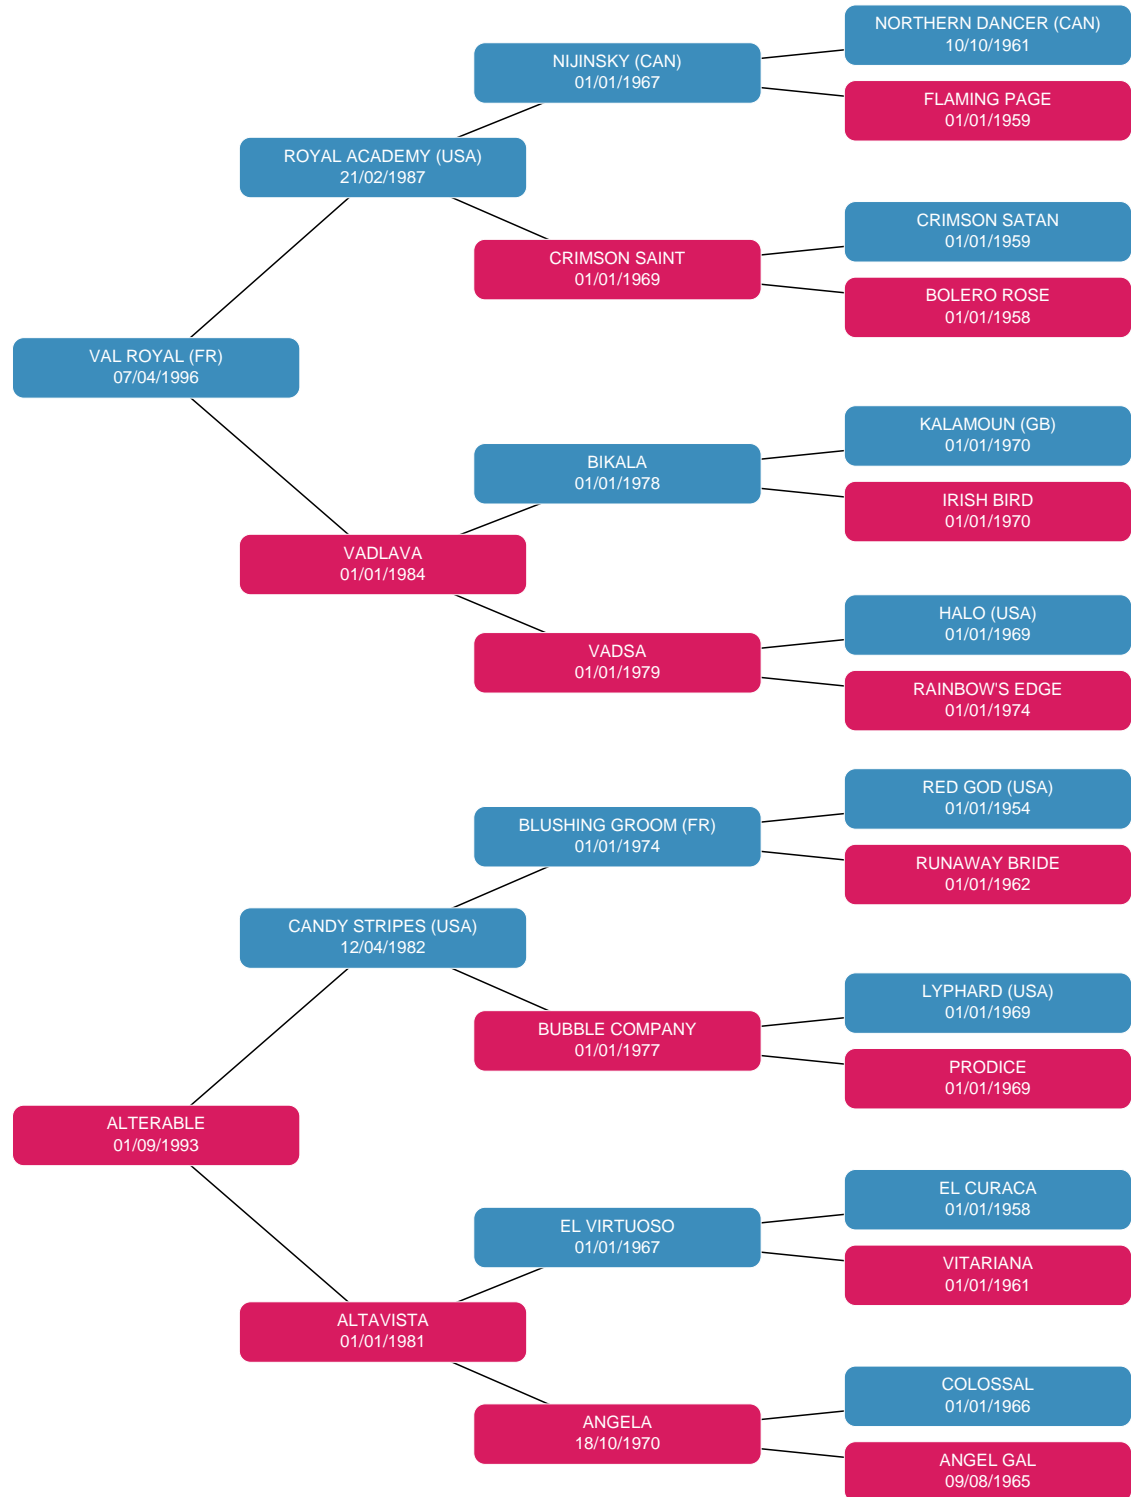 NORTHERN DANCER (CAN)
10/10/1961
NIJINSKY (CAN)
01/01/1967
FLAMING PAGE
01/01/1959
ROYAL ACADEMY (USA)
21/02/1987
CRIMSON SATAN
01/01/1959
CRIMSON SAINT
01/01/1969
BOLERO ROSE
01/01/1958
VAL ROYAL (FR)
07/04/1996
KALAMOUN (GB)
01/01/1970
BIKALA
01/01/1978
IRISH BIRD
01/01/1970
VADLAVA
01/01/1984
HALO (USA)
01/01/1969
VADSA
01/01/1979
RAINBOW'S EDGE
01/01/1974
RED GOD (USA)
01/01/1954
BLUSHING GROOM (FR)
01/01/1974
RUNAWAY BRIDE
01/01/1962
CANDY STRIPES (USA)
12/04/1982
LYPHARD (USA)
01/01/1969
BUBBLE COMPANY
01/01/1977
PRODICE
01/01/1969
ALTERABLE
01/09/1993
EL CURACA
01/01/1958
EL VIRTUOSO
01/01/1967
VITARIANA
01/01/1961
ALTAVISTA
01/01/1981
COLOSSAL
01/01/1966
ANGELA
18/10/1970
ANGEL GAL
09/08/1965